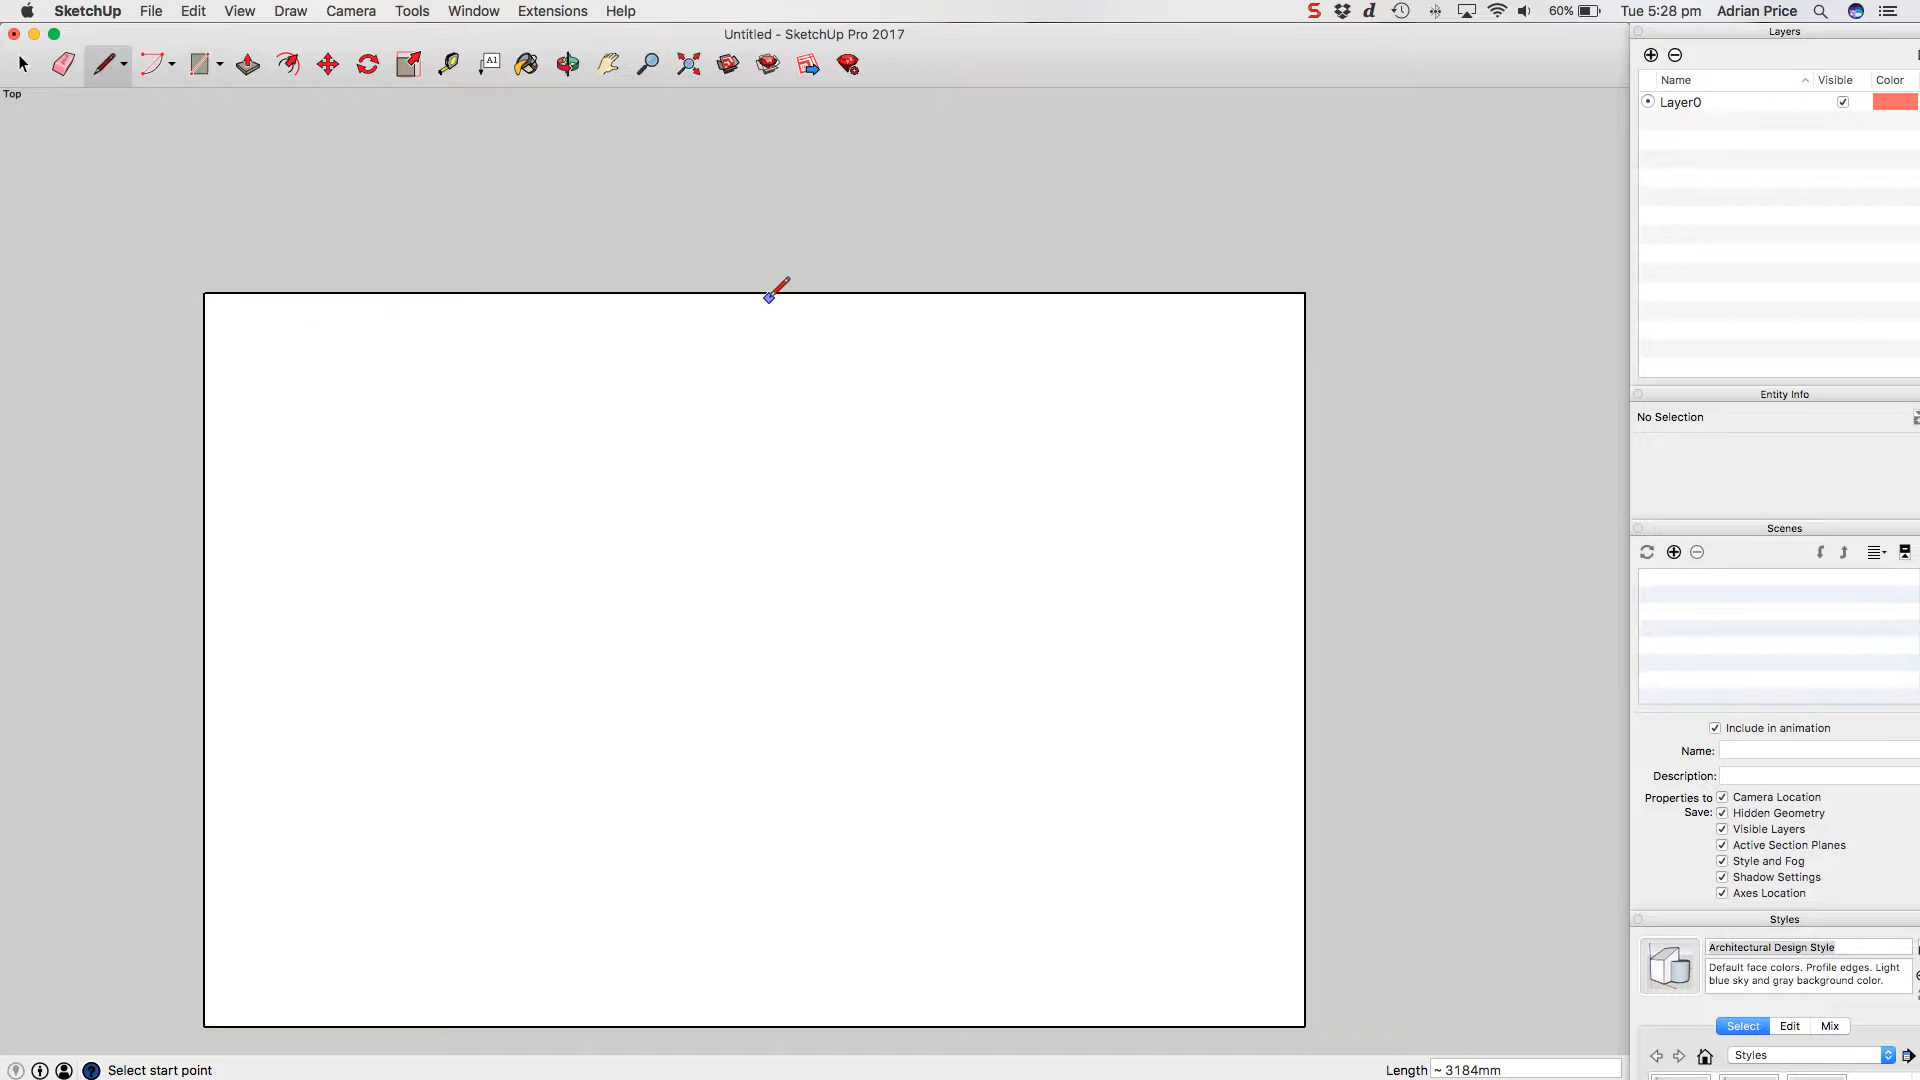 SketchUp File Edit View Draw Camera Tools Window Extensions Help 60% Tue 5:28 pm Adrian Price
Untitled - SketchUp Pro 2017
A1
Top
Layers
Name Visible Color
Layer0
Entity Info
No Selection
Scenes
Include in animation
Name:
Description:
Properties to Save:
Camera Location
Hidden Geometry
Visible Layers
Active Section Planes
Style and Fog
Shadow Settings
Axes Location
Styles
Architectural Design Style
Default face colors. Profile edges. Light
blue sky and gray background color.
Select Edit Mix
Styles
Select start point
Length ~ 3184mm